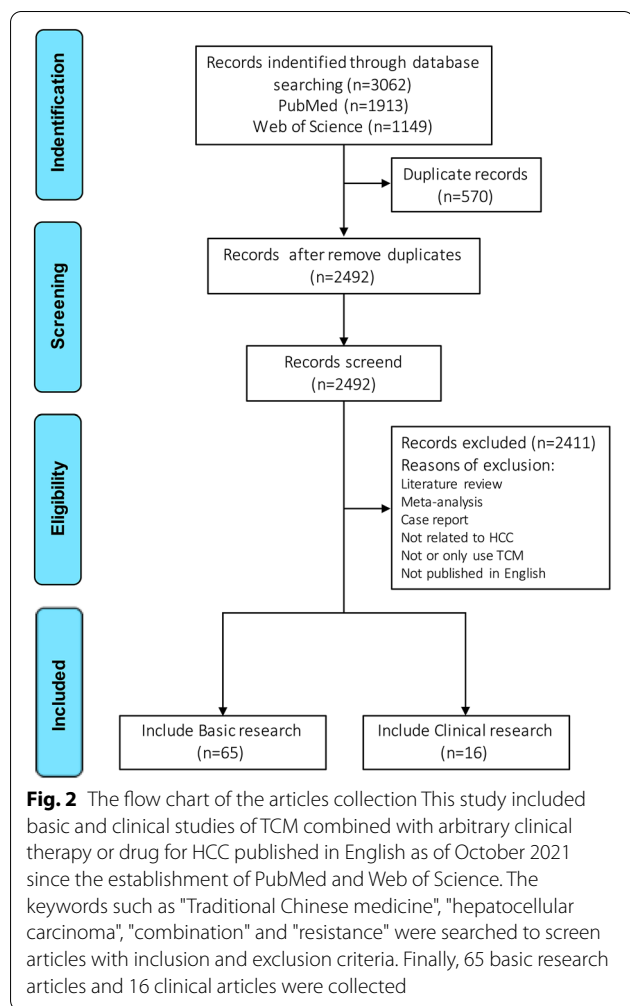 Indentification
Records indentified through database
searching (n=3062)
PubMed (n=1913)
Web of Science (n=1149)
Duplicate records
(n=570)
Screening
Records after remove duplicates
(n=2492)
Records screend
(n=2492)
Eligibility
Records excluded (n=2411)
Reasons of exclusion:
Literature review
Meta-analysis
Case report
Not related to HCC
Not or only use TCM
Not published in English
Included
Include Basic research
(n=65)
Include Clinical research
(n=16)
Fig. 2 The flow chart of the articles collection This study included
basic and clinical studies of TCM combined with arbitrary clinical
therapy or drug for HCC published in English as of October 2021
since the establishment of PubMed and Web of Science. The
keywords such as "Traditional Chinese medicine", "hepatocellular
carcinoma", "combination" and "resistance" were searched to screen
articles with inclusion and exclusion criteria. Finally, 65 basic research
articles and 16 clinical articles were collected